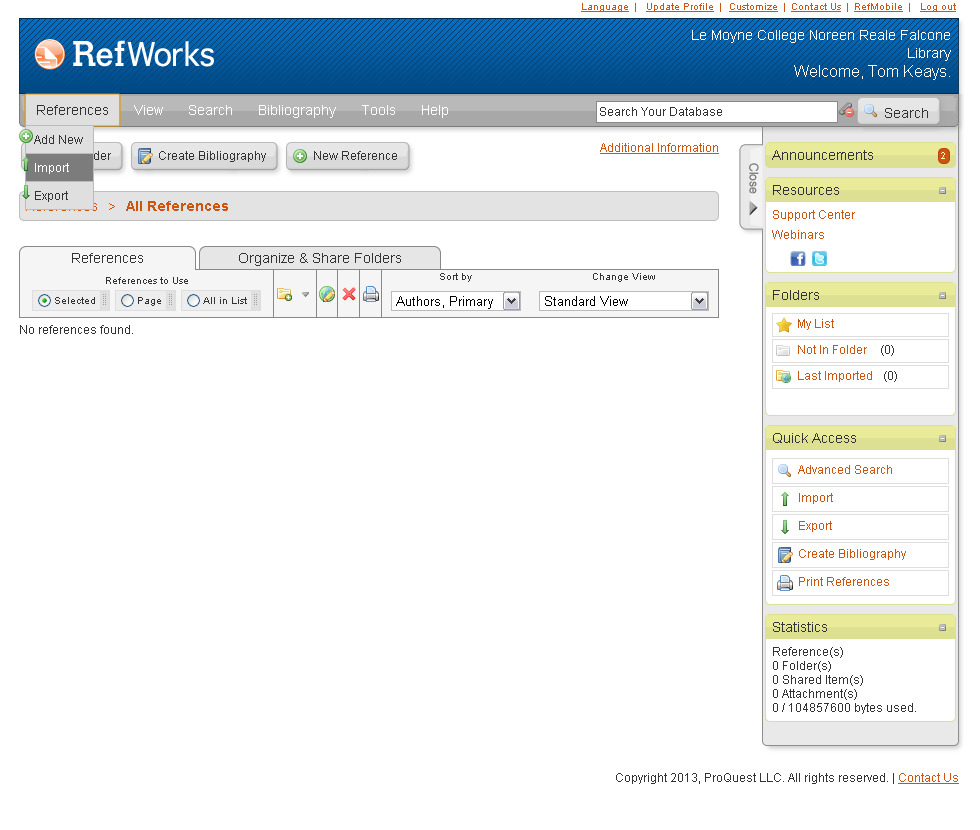 Language | Update Profile | Customize | Contact Us | RefMobile | Log out
RefWorks
Le Moyne College Noreen Reale Falcone
Library
Welcome, Tom Keays.
References View Search Bibliography Tools Help
Search Your Database
Search
Add New
Import
Export
der
Create Bibliography
New Reference
Additional Information
> All References
References
Organize & Share Folders
References to Use
Selected
Page
All in List
Sort by
Authors, Primary
Change View
Standard View
No references found.
Close
Announcements 2
Resources
Support Center
Webinars
Folders
My List
Not In Folder (0)
Last Imported (0)
Quick Access
Advanced Search
Import
Export
Create Bibliography
Print References
Statistics
Reference(s)
0 Folder(s)
0 Shared Item(s)
0 Attachment(s)
0 / 104857600 bytes used.
Copyright 2013, ProQuest LLC. All rights reserved. | Contact Us